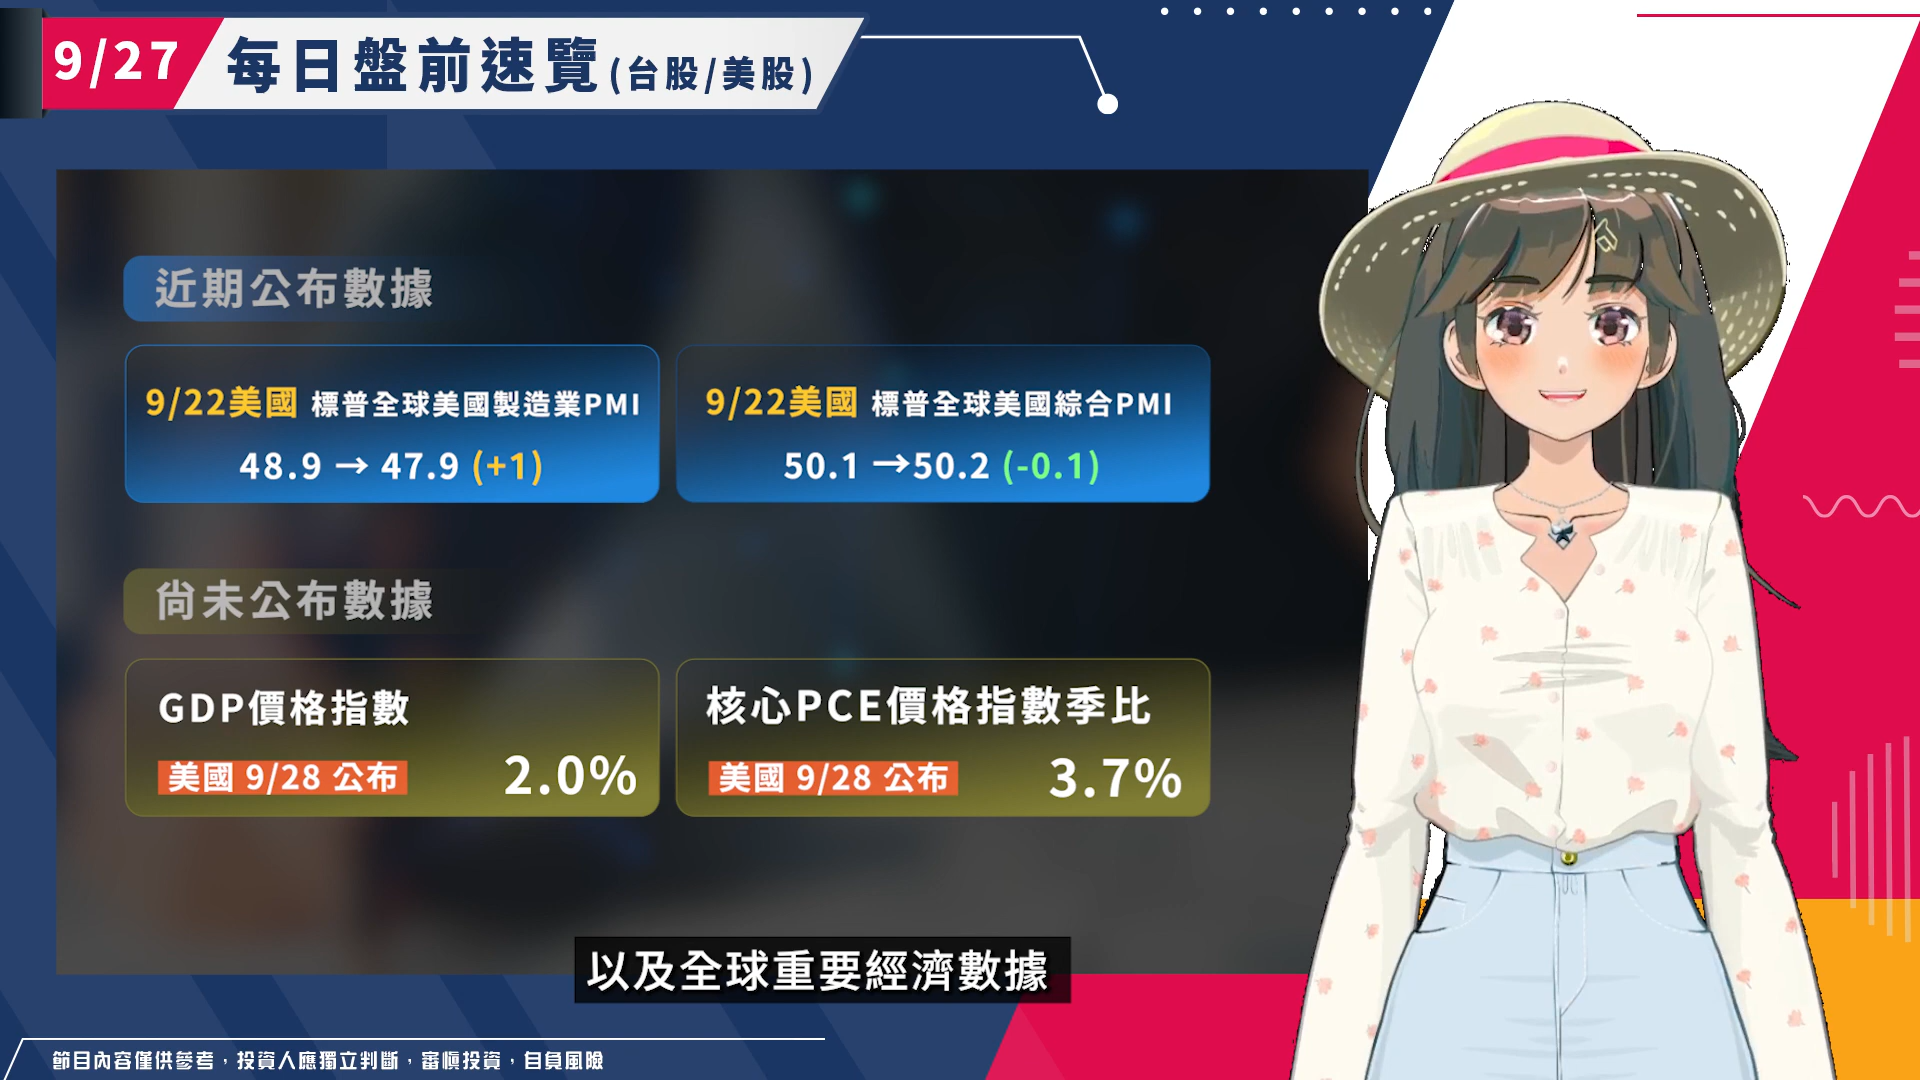 9/27 每日盤前速覽(台股/美股)
近期公布數據
9/22美國 標普全球美國製造業PMI
48.9 → 47.9 (+1)
9/22美國 標普全球美國綜合PMI
50.1 →50.2 (-0.1)
尚未公布數據
GDP價格指數
美國 9/28 公布 2.0%
核心PCE價格指數季比
美國 9/28 公布 3.7%
以及全球重要經濟數據
節目內容僅供參考，投資人應獨立判斷，審慎投資，自負風險